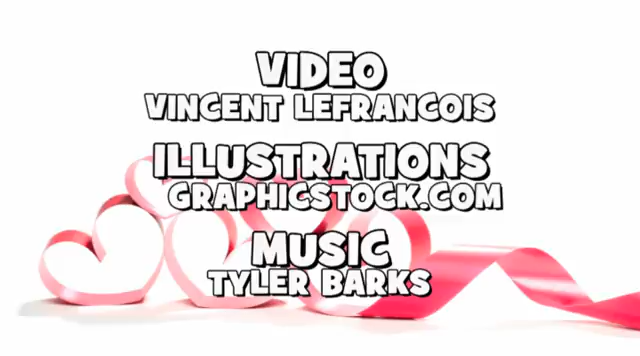 VIDEO
VINCENT LEFRANCOIS
ILLUSTRATIONS
GRAPHICSTOCK.COM
MUSIC
TYLER BARKS